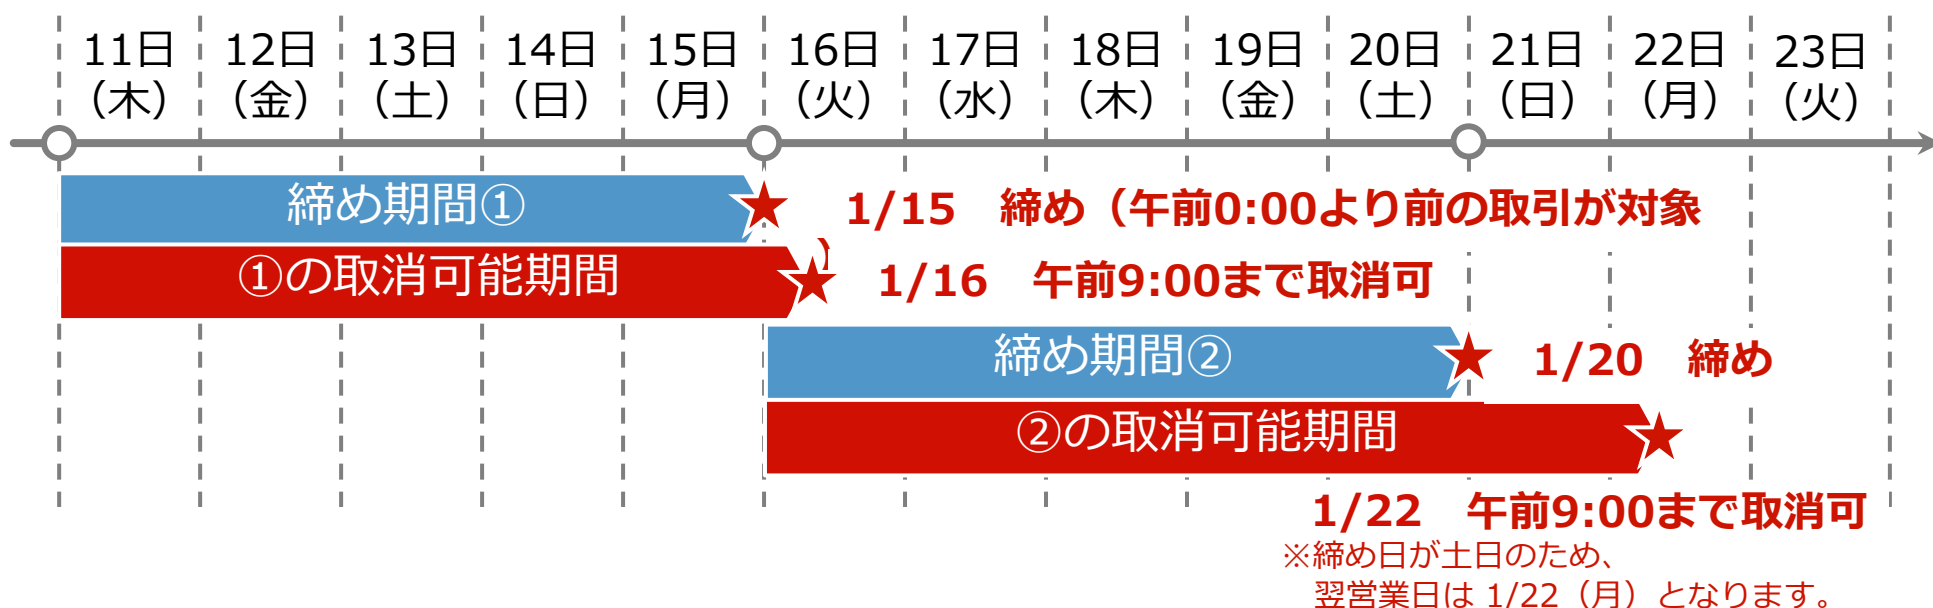 11日 12日 13日 14日 15日 16日 17日 18日 19日 20日 21日 22日 23日
（木） （金） （土） （日） （月） （火） （水） （木） （金） （土） （日） （月） （火）
締め期間①
1/15　締め（午前0:00より前の取引が対象
）
①の取消可能期間
1/16　午前9:00まで取消可
締め期間②
1/20　締め
②の取消可能期間
1/22　午前9:00まで取消可
※締め日が土日のため、
翌営業日は 1/22（月）となります。